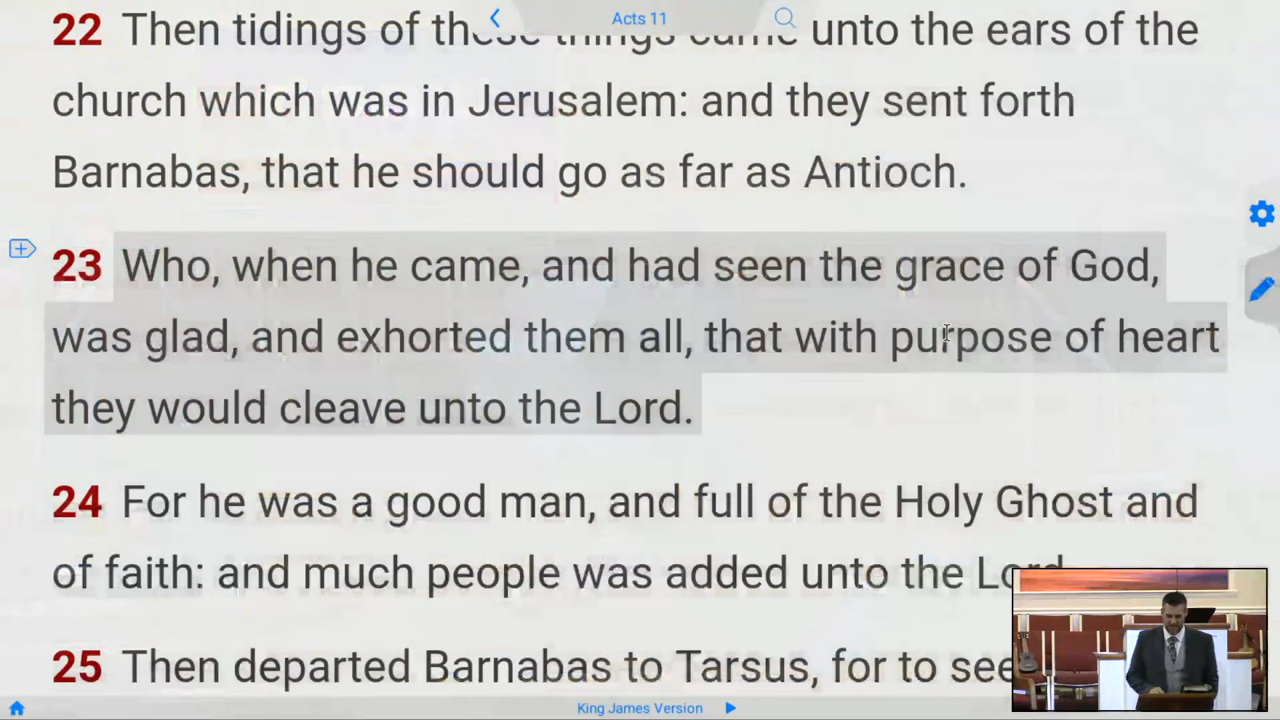 Acts 11
22 Then tidings of these things came unto the ears of the
church which was in Jerusalem: and they sent forth
Barnabas, that he should go as far as Antioch.
23 Who, when he came, and had seen the grace of God,
was glad, and exhorted them all, that with purpose of heart
they would cleave unto the Lord.
24 For he was a good man, and full of the Holy Ghost and
of faith: and much people was added unto the Lord
25 Then departed Barnabas to Tarsus, for to see
King James Version